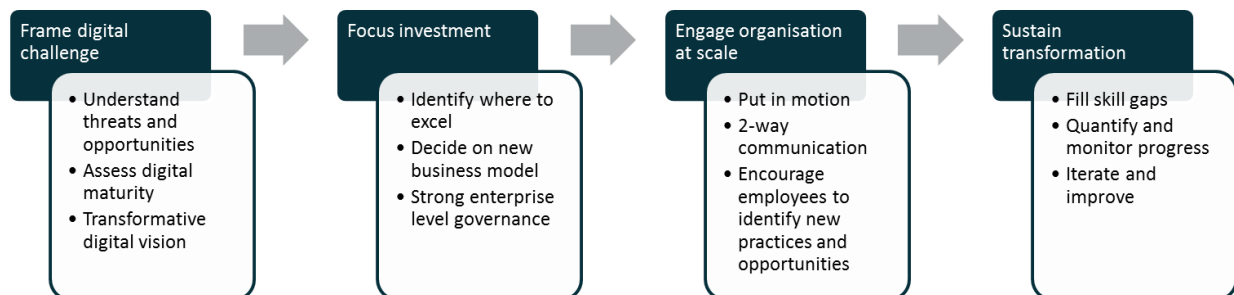 Frame digital
challenge
• Understand
threats and
opportunities
• Assess digital
maturity
• Transformative
digital vision
Focus investment
• Identify where to
excel
• Decide on new
business model
• Strong enterprise
level governance
Engage organisation
at scale
• Put in motion
• 2-way
communication
• Encourage
employees to
identify new
practices and
opportunities
Sustain
transformation
• Fill skill gaps
• Quantify and
monitor progress
• Iterate and
improve